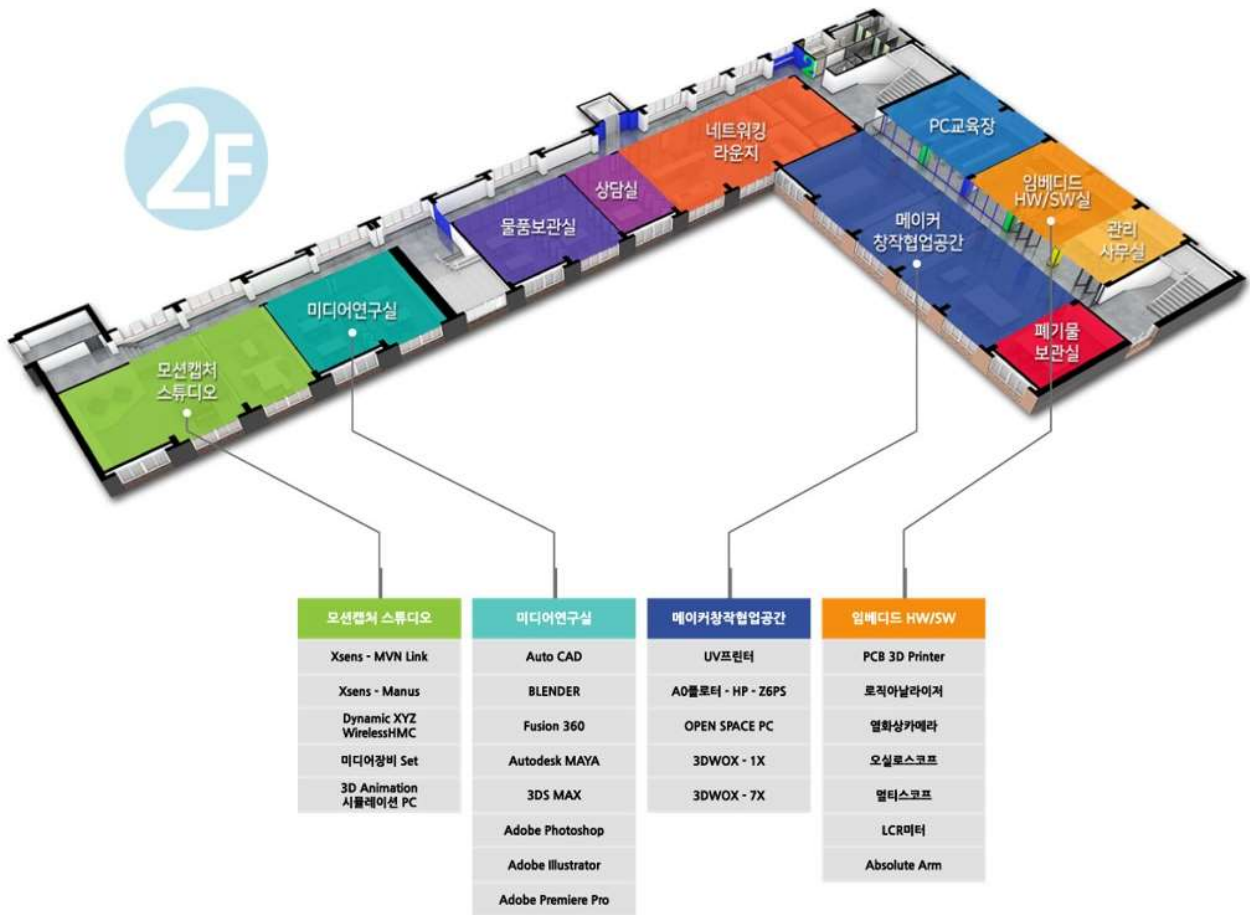 2F
네트워킹
라운지
PC교육장
상담실
임베디드
HW/SW실
물품보관실
메이커
창작협업공간
관리
사무실
미디어연구실
폐기물
보관실
모션캡처
스튜디오
모션캡처 스튜디오
Xsens - MVN Link
Xsens - Manus
Dynamic XYZ
WirelessHMC
미디어장비 Set
3D Animation
시뮬레이션 PC
미디어연구실
Auto CAD
BLENDER
Fusion 360
Autodesk MAYA
3DS MAX
Adobe Photoshop
Adobe Illustrator
Adobe Premiere Pro
메이커창작협업공간
UV프린터
A0플로터 - HP - Z6PS
OPEN SPACE PC
3DWOX - 1X
3DWOX - 7X
임베디드 HW/SW
PCB 3D Printer
로직아날라이저
열화상카메라
오실로스코프
멀티스코프
LCR미터
Absolute Arm